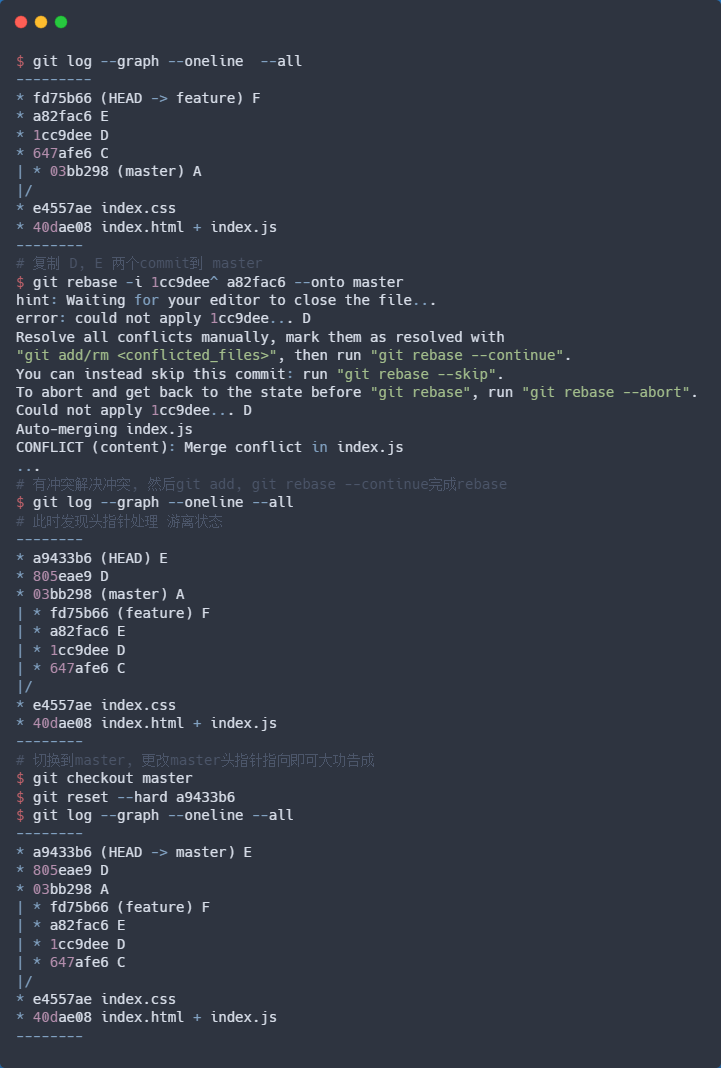 $ git log --graph --oneline  --all
---------
* fd75b66 (HEAD -> feature) F
* a82fac6 E
* 1cc9dee D
* 647afe6 C
| * 03bb298 (master) A
|/
* e4557ae index.css
* 40dae08 index.html + index.js
--------
# 复制 D, E 两个commit到 master
$ git rebase -i 1cc9dee^ a82fac6 --onto master
hint: Waiting for your editor to close the file...
error: could not apply 1cc9dee... D
Resolve all conflicts manually, mark them as resolved with
"git add/rm <conflicted_files>", then run "git rebase --continue".
You can instead skip this commit: run "git rebase --skip".
To abort and get back to the state before "git rebase", run "git rebase --abort".
Could not apply 1cc9dee... D
Auto-merging index.js
CONFLICT (content): Merge conflict in index.js
...
# 有冲突解决冲突, 然后git add, git rebase --continue完成rebase
$ git log --graph --oneline --all
# 此时发现头指针处理 游离状态
--------
* a9433b6 (HEAD) E
* 805eae9 D
* 03bb298 (master) A
| * fd75b66 (feature) F
| * a82fac6 E
| * 1cc9dee D
| * 647afe6 C
|/
* e4557ae index.css
* 40dae08 index.html + index.js
--------
# 切换到master, 更改master头指针指向即可大功告成
$ git checkout master
$ git reset --hard a9433b6
$ git log --graph --oneline --all
--------
* a9433b6 (HEAD -> master) E
* 805eae9 D
* 03bb298 A
| * fd75b66 (feature) F
| * a82fac6 E
| * 1cc9dee D
| * 647afe6 C
|/
* e4557ae index.css
* 40dae08 index.html + index.js
--------